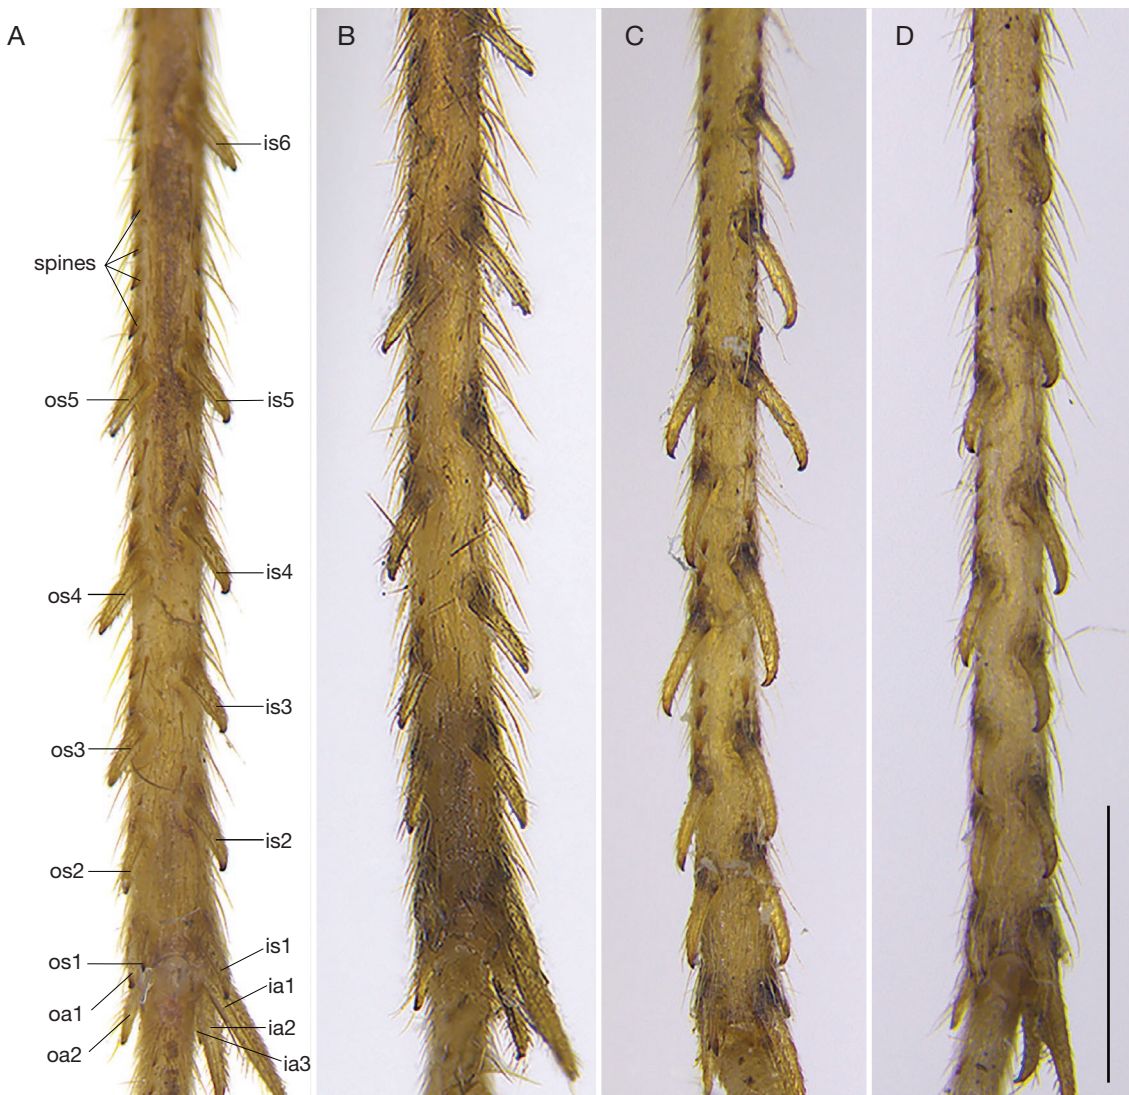 A
B
C
D
is6
spines
os5
is5
is4
os4
is3
os3
is2
os2
is1
os1
ia1
oa1
ia2
oa2
ia3